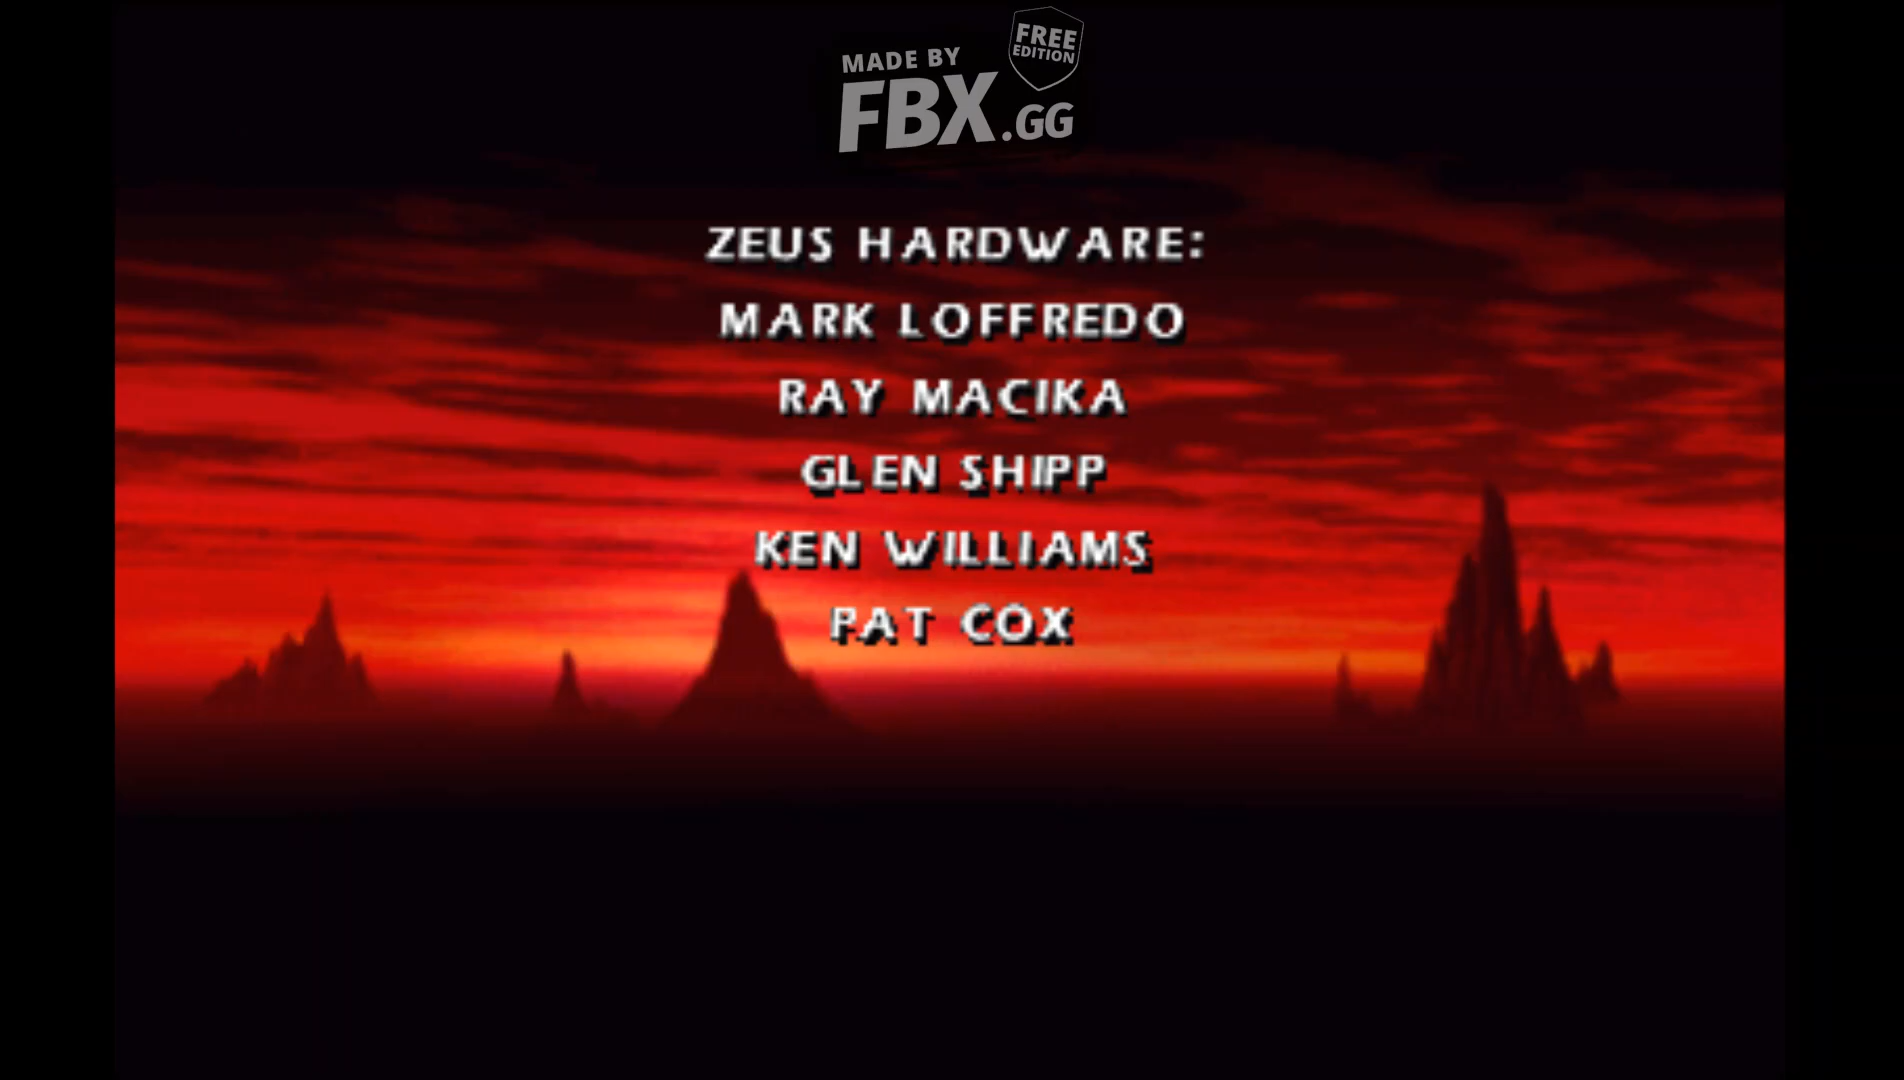 MADE BY
FREE
EDITION
FBX.GG
ZEUS HARDWARE:
MARK LOFFREDO
RAY MACIKA
GLEN SHIPP
KEN WILLIAMS
PAT COX